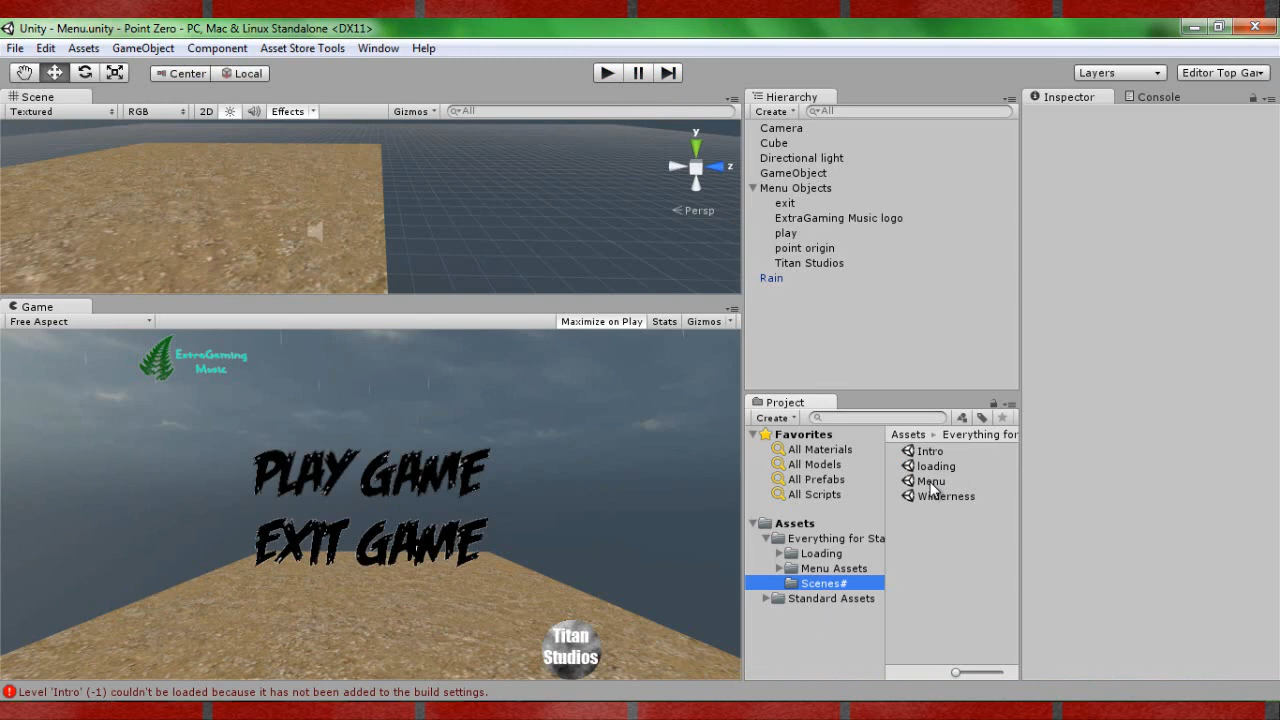 Unity - Menu.unity - Point Zero - PC, Mac & Linux Standalone <DX11>
File Edit Assets GameObject Component Asset Store Tools Window Help
Center Local Layers Editor Top Gar
Scene
Textured RGB 2D Effects Gizmos All
y
z
Persp
Game
Free Aspect Maximize on Play Stats Gizmos
ExtraGaming
Music
PLAY GAME
EXIT GAME
Titan
Studios
Hierarchy
Create All
Camera
Cube
Directional light
GameObject
Menu Objects
exit
ExtraGaming Music logo
play
point origin
Titan Studios
Rain
Project
Create
Favorites
All Materials
All Models
All Prefabs
All Scripts
Assets
Everything for Sta
Loading
Menu Assets
Scenes#
Standard Assets
Assets Everything for
Intro
loading
Menu
Wilderness
Inspector Console
Level 'Intro' (-1) couldn't be loaded because it has not been added to the build settings.